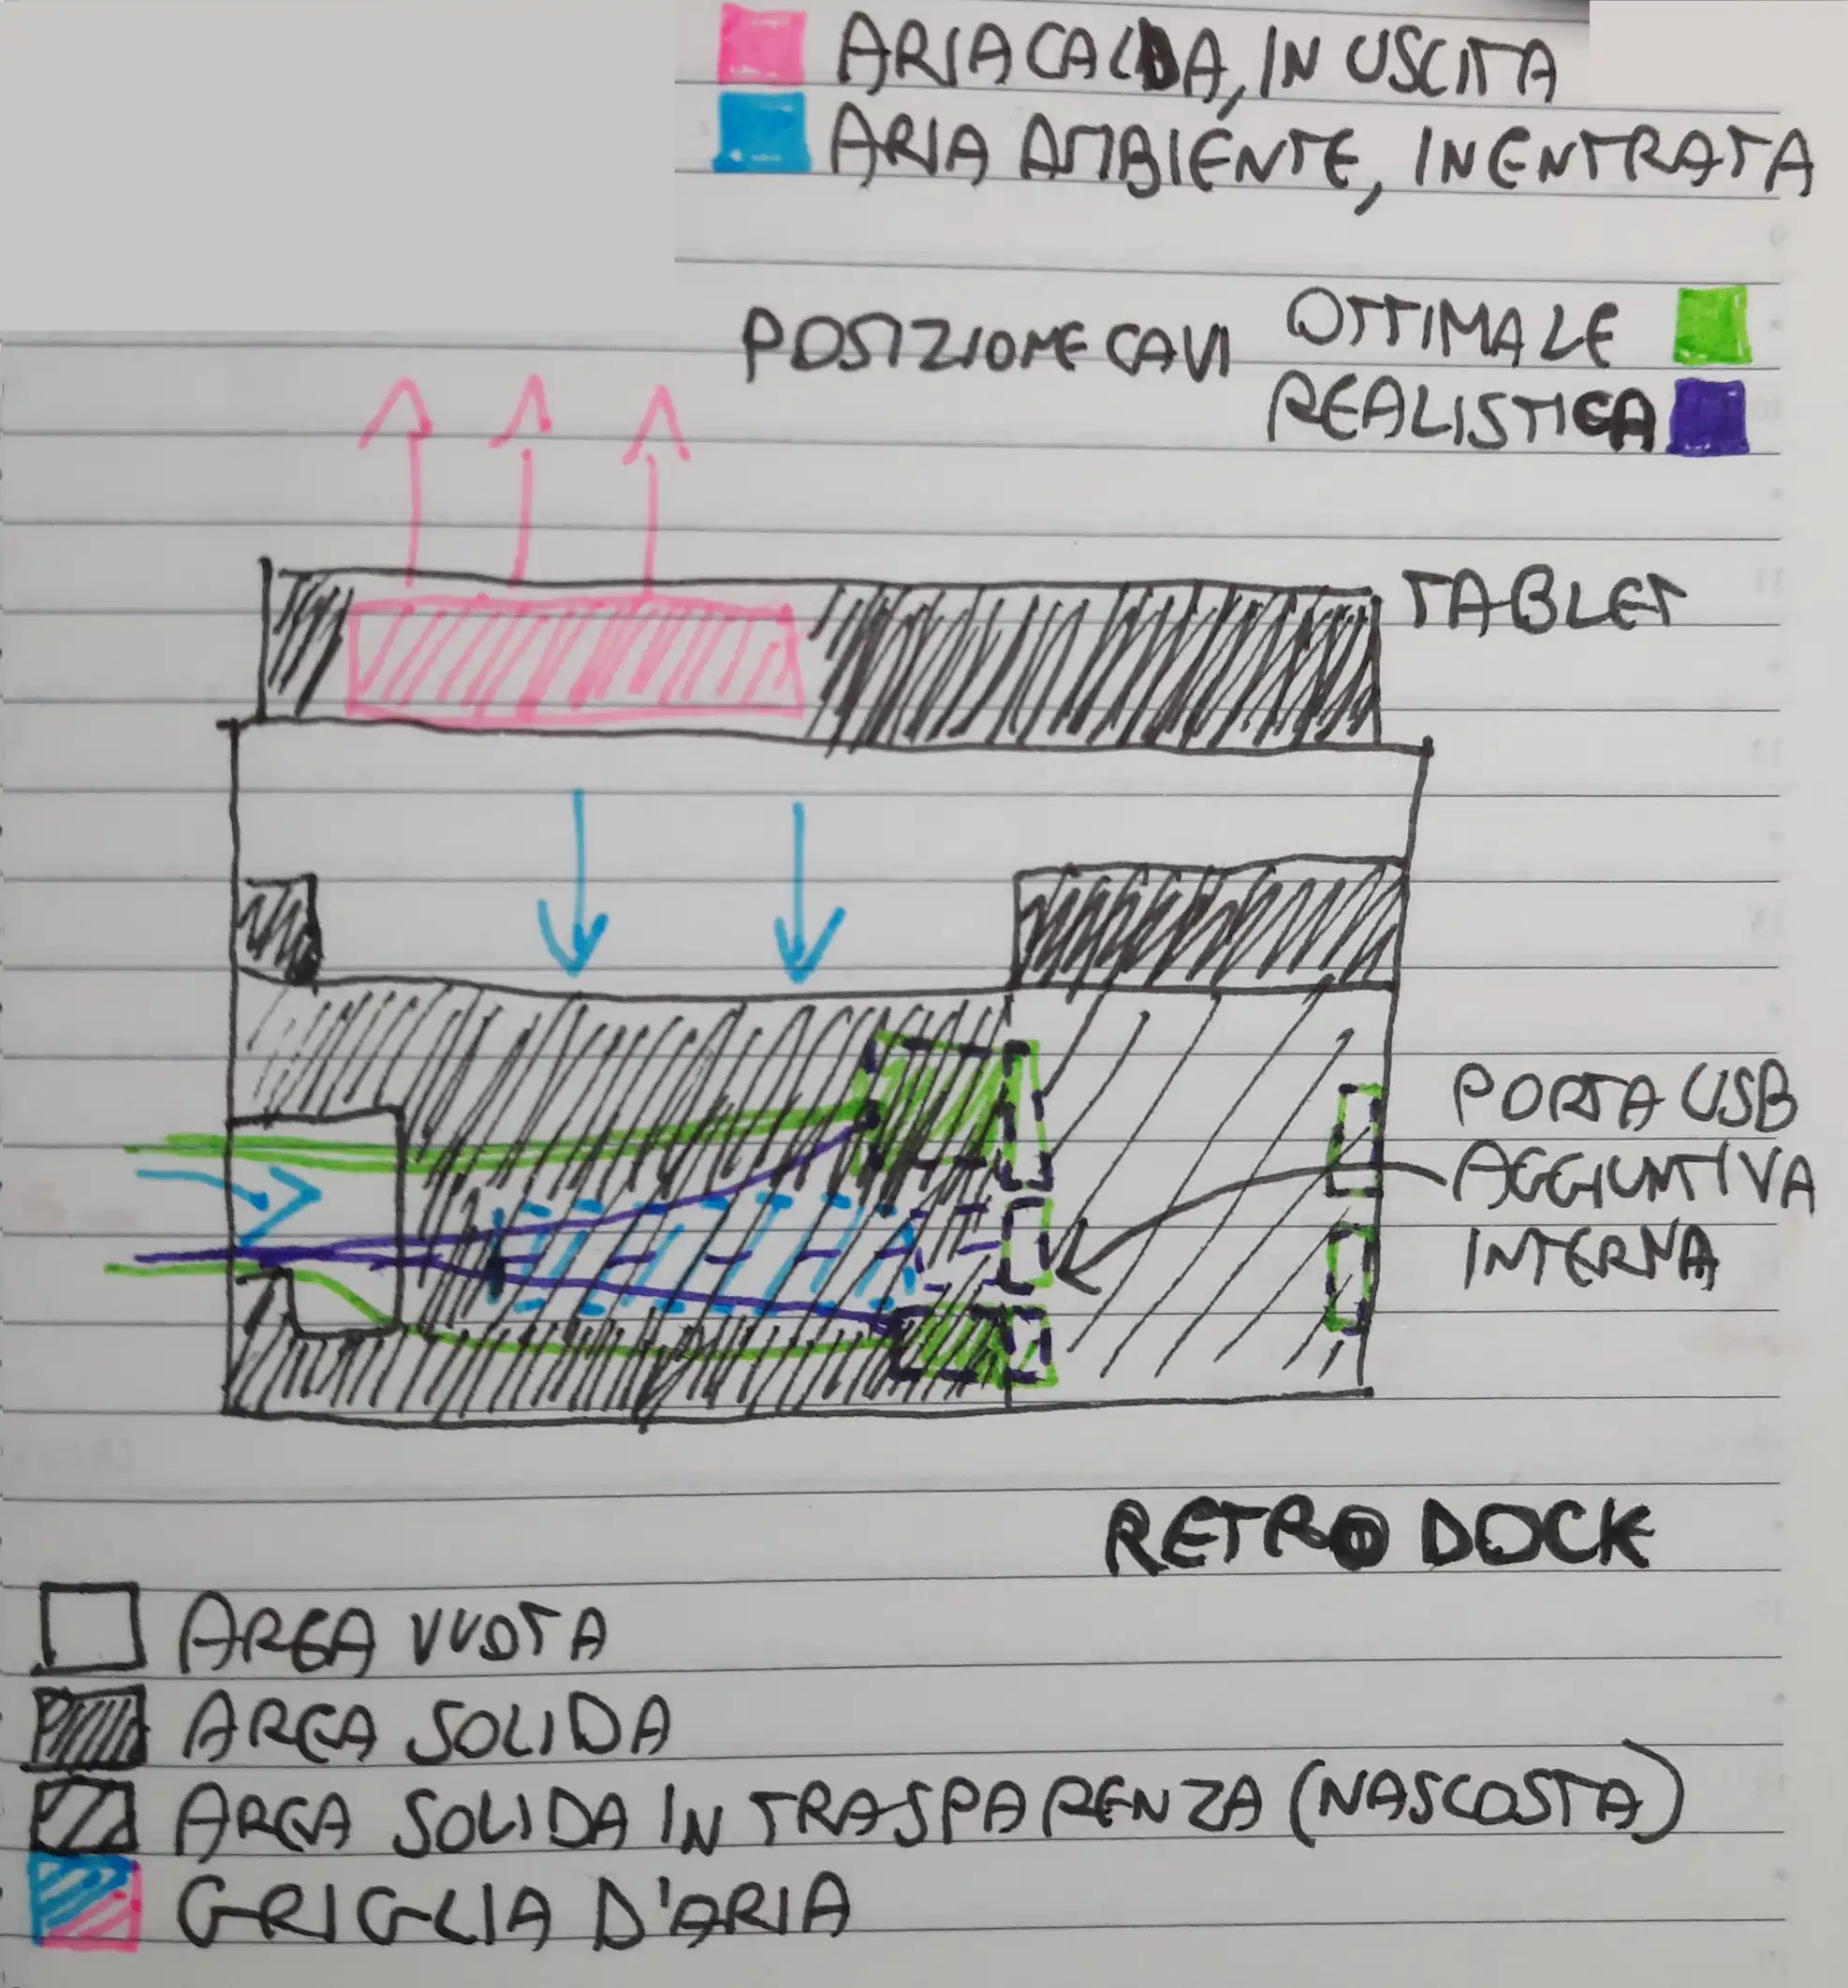 ARIA CALDA, IN USCITA
ARIA AMBIENTE, IN ENTRATA
POSIZIONE CAVI OTTIMALE
REALISTICA
TABLET
PORTA USB
AGGIUNTIVA
INTERNA
RETRO DOCK
AREA VUOTA
AREA SOLIDA
AREA SOLIDA IN TRASPARENZA (NASCOSTA)
GRIGLIA D'ARIA